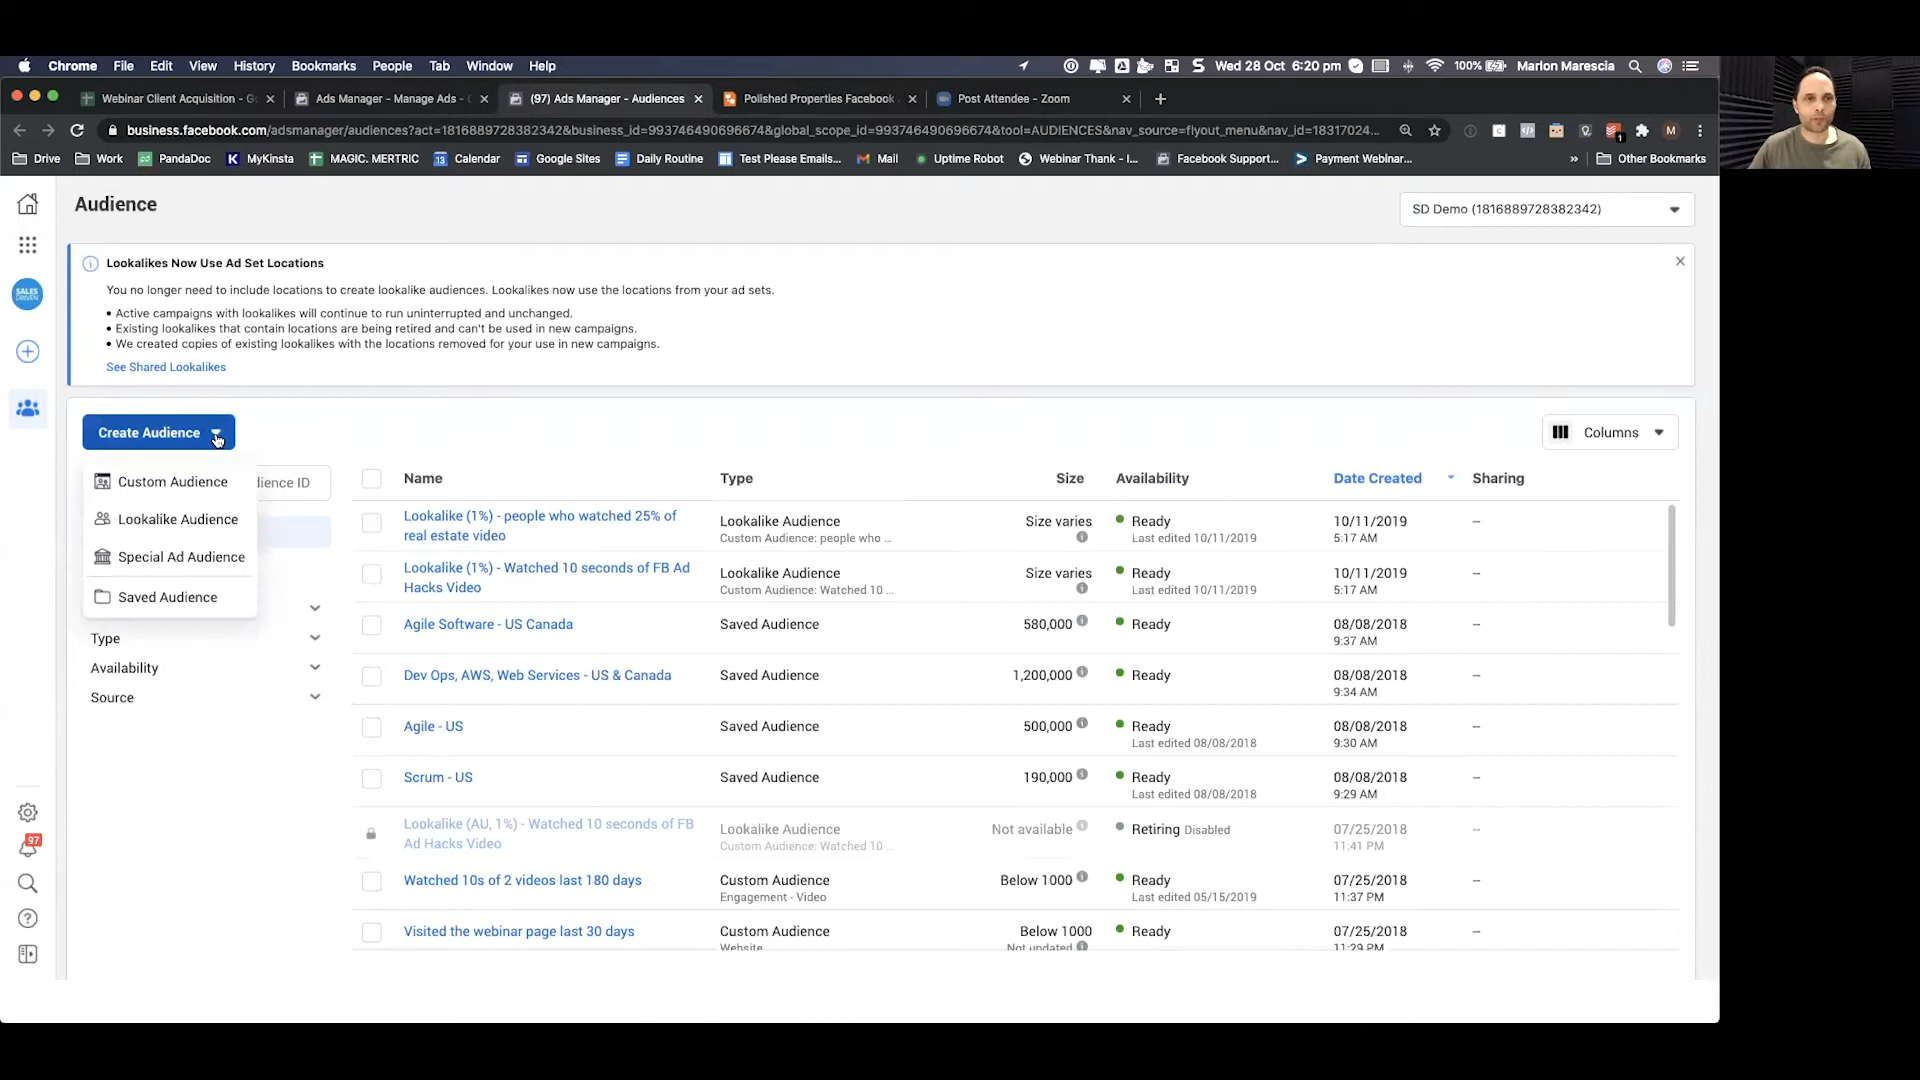 Chrome File Edit View History Bookmarks People Tab Window Help
Wed 28 Oct 6:20 pm 100% Marlon Marescia
Webinar Client Acquisition - G
Ads Manager - Manage Ads -
(97) Ads Manager - Audiences
Polished Properties Facebook
Post Attendee - Zoom
business.facebook.com/adsmanager/audiences?act=1816889728382342&business_id=993746490696674&global_scope_id=993746490696674&tool=AUDIENCES&nav_source=flyout_menu&nav_id=18317024...
Drive Work PandaDoc MyKinsta MAGIC. MERTRIC Calendar Google Sites Daily Routine Test Please Emails... Mail Uptime Robot Webinar Thank - I... Facebook Support... Payment Webinar... » Other Bookmarks
Audience
SD Demo (1816889728382342)
Lookalikes Now Use Ad Set Locations
You no longer need to include locations to create lookalike audiences. Lookalikes now use the locations from your ad sets.
• Active campaigns with lookalikes will continue to run uninterrupted and unchanged.
• Existing lookalikes that contain locations are being retired and can't be used in new campaigns.
• We created copies of existing lookalikes with the locations removed for your use in new campaigns.
See Shared Lookalikes
SALES DRIVEN
Create Audience
Columns
Custom Audience
dience ID
Lookalike Audience
Special Ad Audience
Saved Audience
Type
Availability
Source
97
Name Type Size Availability Date Created Sharing
Lookalike (1%) - people who watched 25% of real estate video
Lookalike Audience Size varies Ready 10/11/2019 --
Custom Audience: people who ... Last edited 10/11/2019 5:17 AM
Lookalike (1%) - Watched 10 seconds of FB Ad Hacks Video
Lookalike Audience Size varies Ready 10/11/2019 --
Custom Audience: Watched 10 ... Last edited 10/11/2019 5:17 AM
Agile Software - US Canada Saved Audience 580,000 Ready 08/08/2018 --
9:37 AM
Dev Ops, AWS, Web Services - US & Canada Saved Audience 1,200,000 Ready 08/08/2018 --
9:34 AM
Agile - US Saved Audience 500,000 Ready 08/08/2018 --
Last edited 08/08/2018 9:30 AM
Scrum - US Saved Audience 190,000 Ready 08/08/2018 --
Last edited 08/08/2018 9:29 AM
Lookalike (AU, 1%) - Watched 10 seconds of FB Ad Hacks Video
Lookalike Audience Not available Retiring Disabled 07/25/2018 --
Custom Audience: Watched 10 ... 11:41 PM
Watched 10s of 2 videos last 180 days Custom Audience Below 1000 Ready 07/25/2018 --
Engagement - Video Last edited 05/15/2019 11:37 PM
Visited the webinar page last 30 days Custom Audience Below 1000 Ready 07/25/2018 --
Website Not updated 11:29 PM